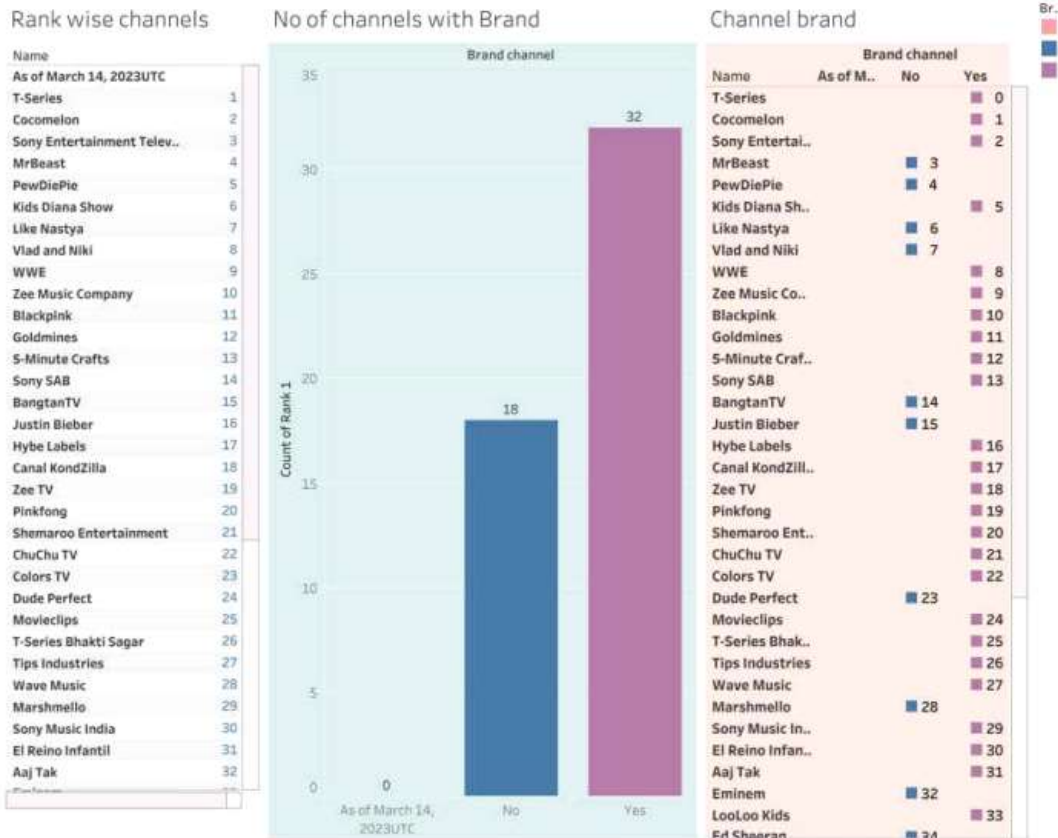 Rank wise channels
Name
As of March 14, 2023UTC
T-Series 1
Cocomelon 2
Sony Entertainment Telev.. 3
MrBeast 4
PewDiePie 5
Kids Diana Show 6
Like Nastya 7
Vlad and Niki 8
WWE 9
Zee Music Company 10
Blackpink 11
Goldmines 12
5-Minute Crafts 13
Sony SAB 14
BangtanTV 15
Justin Bieber 16
Hybe Labels 17
Canal KondZilla 18
Zee TV 19
Pinkfong 20
Shemaroo Entertainment 21
ChuChu TV 22
Colors TV 23
Dude Perfect 24
Movieclips 25
T-Series Bhakti Sagar 26
Tips Industries 27
Wave Music 28
Marshmello 29
Sony Music India 30
El Reino Infantil 31
Aaj Tak 32
No of channels with Brand
Brand channel
Count of Rank 1
35
30
25
20
15
10
5
0
0
18
32
As of March 14,
2023UTC
No
Yes
Channel brand
Brand channel
Name As of M.. No Yes
T-Series 0
Cocomelon 1
Sony Entertai.. 2
MrBeast 3
PewDiePie 4
Kids Diana Sh.. 5
Like Nastya 6
Vlad and Niki 7
WWE 8
Zee Music Co.. 9
Blackpink 10
Goldmines 11
5-Minute Craf.. 12
Sony SAB 13
BangtanTV 14
Justin Bieber 15
Hybe Labels 16
Canal KondZill.. 17
Zee TV 18
Pinkfong 19
Shemaroo Ent.. 20
ChuChu TV 21
Colors TV 22
Dude Perfect 23
Movieclips 24
T-Series Bhak.. 25
Tips Industries 26
Wave Music 27
Marshmello 28
Sony Music In.. 29
El Reino Infan.. 30
Aaj Tak 31
Eminem 32
LooLoo Kids 33
Ed Sheeran 34
Br.